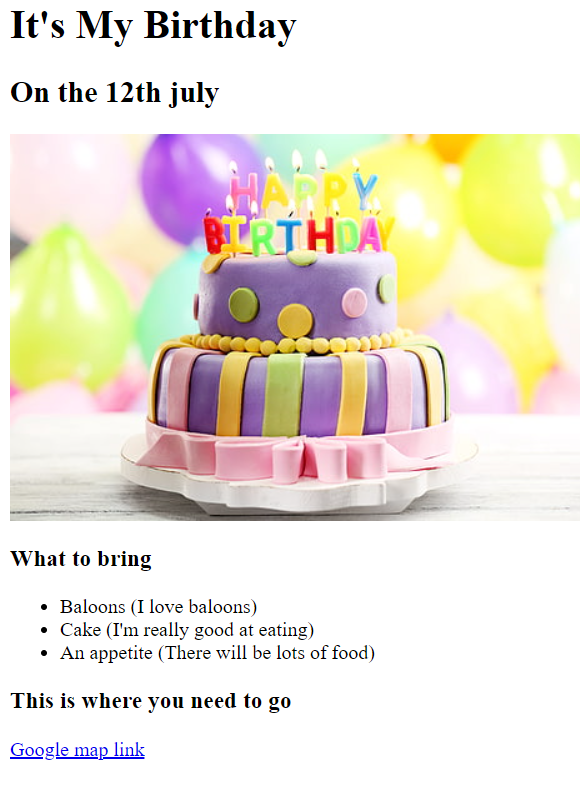 It's My Birthday
On the 12th july
HAPPY
BIRTHDAY
What to bring
Baloons (I love baloons)
Cake (I'm really good at eating)
An appetite (There will be lots of food)
This is where you need to go
Google map link